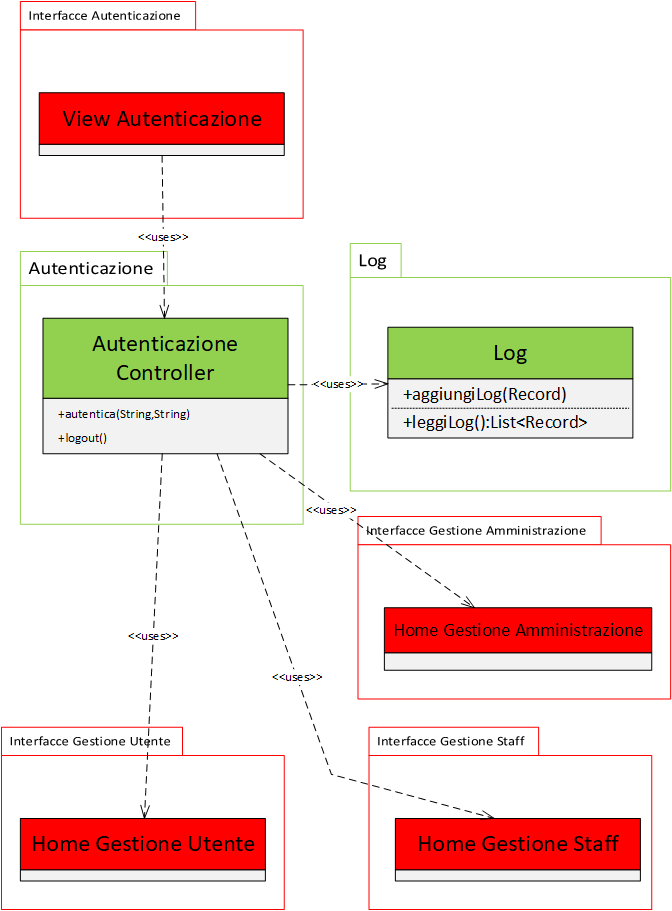 Interfacce Autenticazione
View Autenticazione
<<uses>>
Autenticazione
Autenticazione
Controller
+autentica(String,String)
+logout()
<<uses>>
Log
Log
+aggiungiLog(Record)
+leggiLog():List<Record>
<<uses>>
Interfacce Gestione Amministrazione
Home Gestione Amministrazione
<<uses>>
<<uses>>
Interfacce Gestione Utente
Home Gestione Utente
Interfacce Gestione Staff
Home Gestione Staff